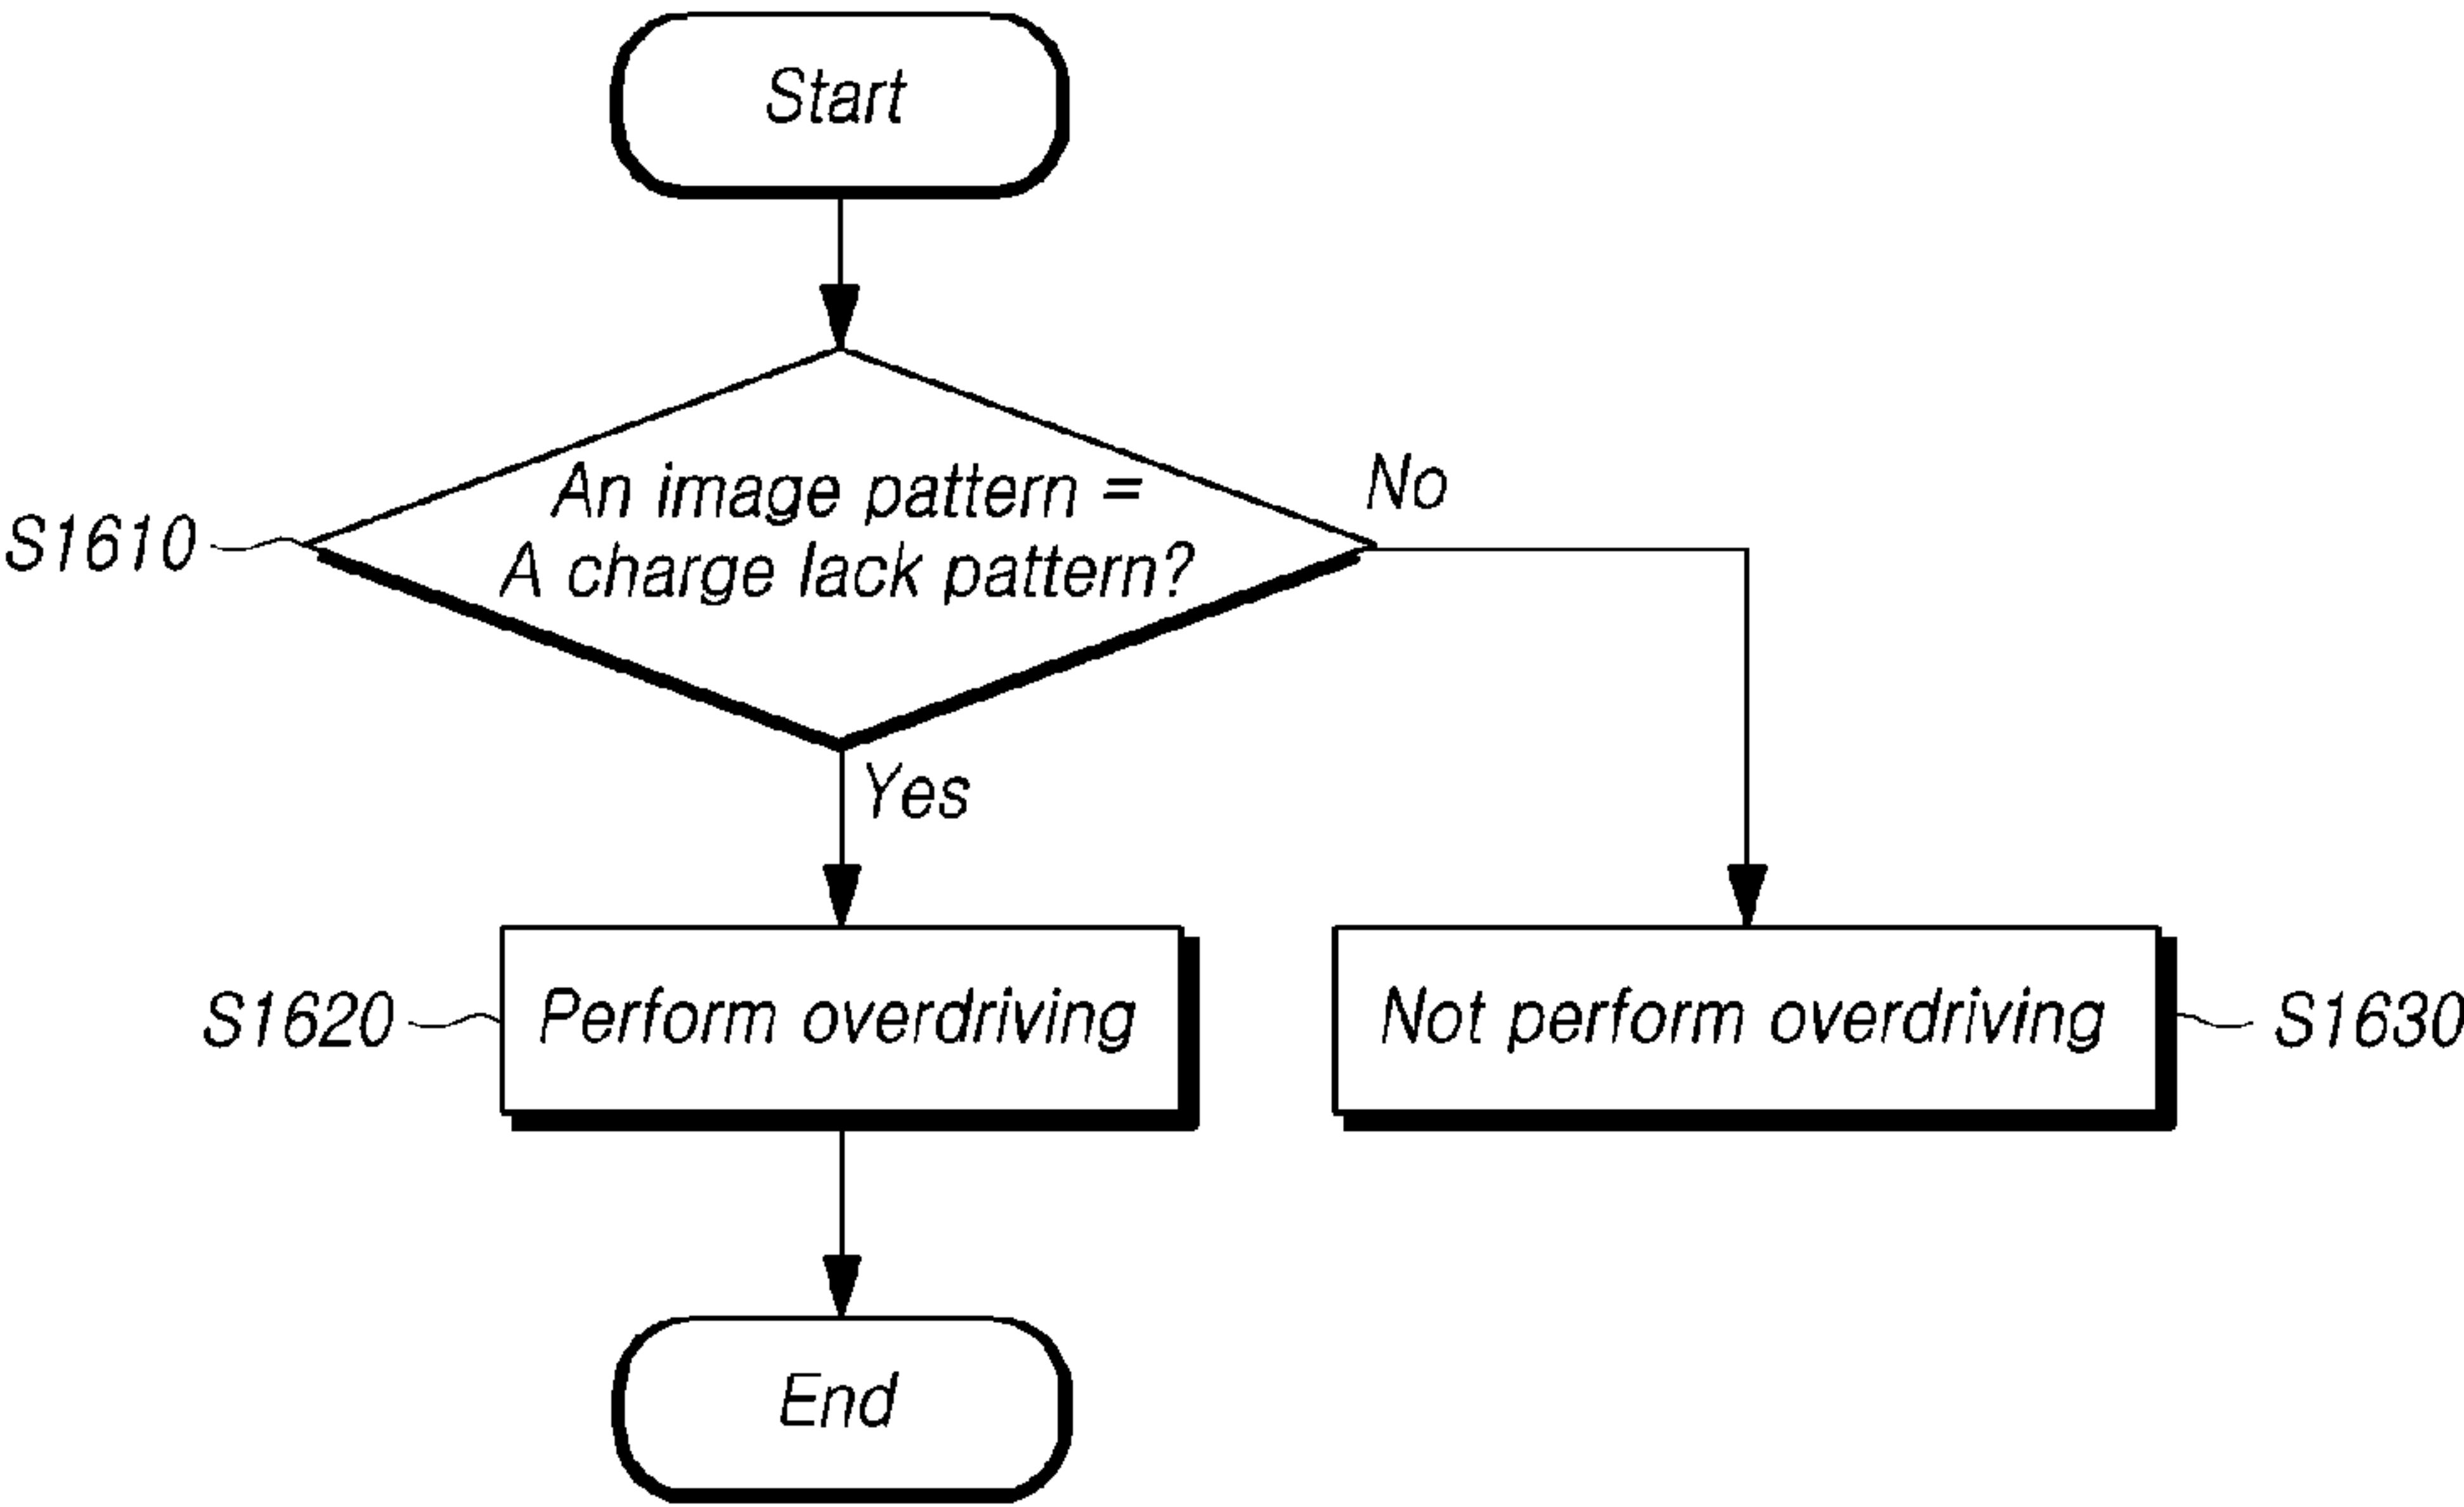 Start
An image pattern =
A charge lack pattern?
No
S1610
Yes
S1620
Perform overdriving
Not perform overdriving
S1630
End